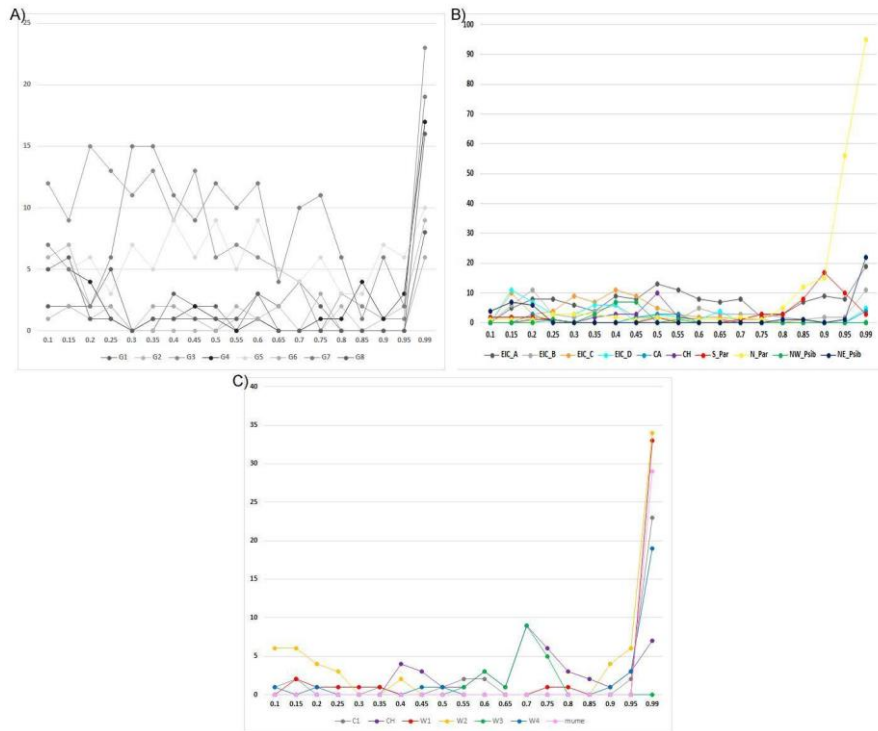 A)
25
20
15
10
5
0
0.1 0.15 0.2 0.25 0.3 0.35 0.4 0.45 0.5 0.55 0.6 0.65 0.7 0.75 0.8 0.85 0.9 0.95 0.99
G1 G2 G3 G4 G5 G6 G7 G8
B)
100
90
80
70
60
50
40
30
20
10
0
0.1 0.15 0.2 0.25 0.3 0.35 0.4 0.45 0.5 0.55 0.6 0.65 0.7 0.75 0.8 0.85 0.9 0.95 0.99
EIC_A EIC_B EIC_C EIC_D CA CH S_Par N_Par NW_Psib NE_Psib
C)
40
35
30
25
20
15
10
5
0
0.1 0.15 0.2 0.25 0.3 0.35 0.4 0.45 0.5 0.55 0.6 0.65 0.7 0.75 0.8 0.85 0.9 0.95 0.99
C1 CH W1 W2 W3 W4 mume